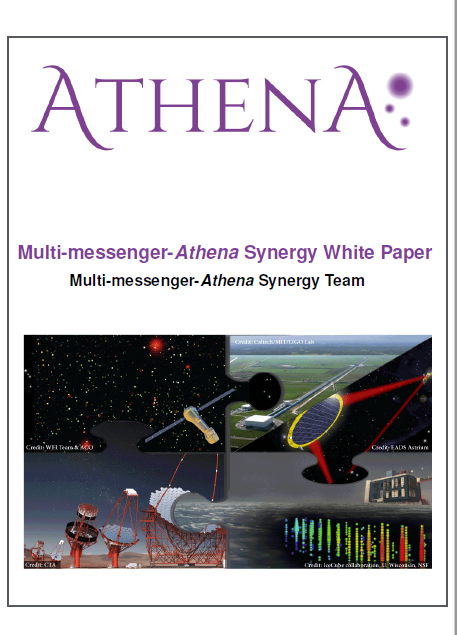 ATHENA
Multi-messenger-Athena Synergy White Paper
Multi-messenger-Athena Synergy Team
Credit: Caltech/MIT/LIGO Lab
Credit: WFI Team & ACO
Credit: EADS Astrium
Credit: CTA
Credit: IceCube collaboration, U. Wisconsin, NSF